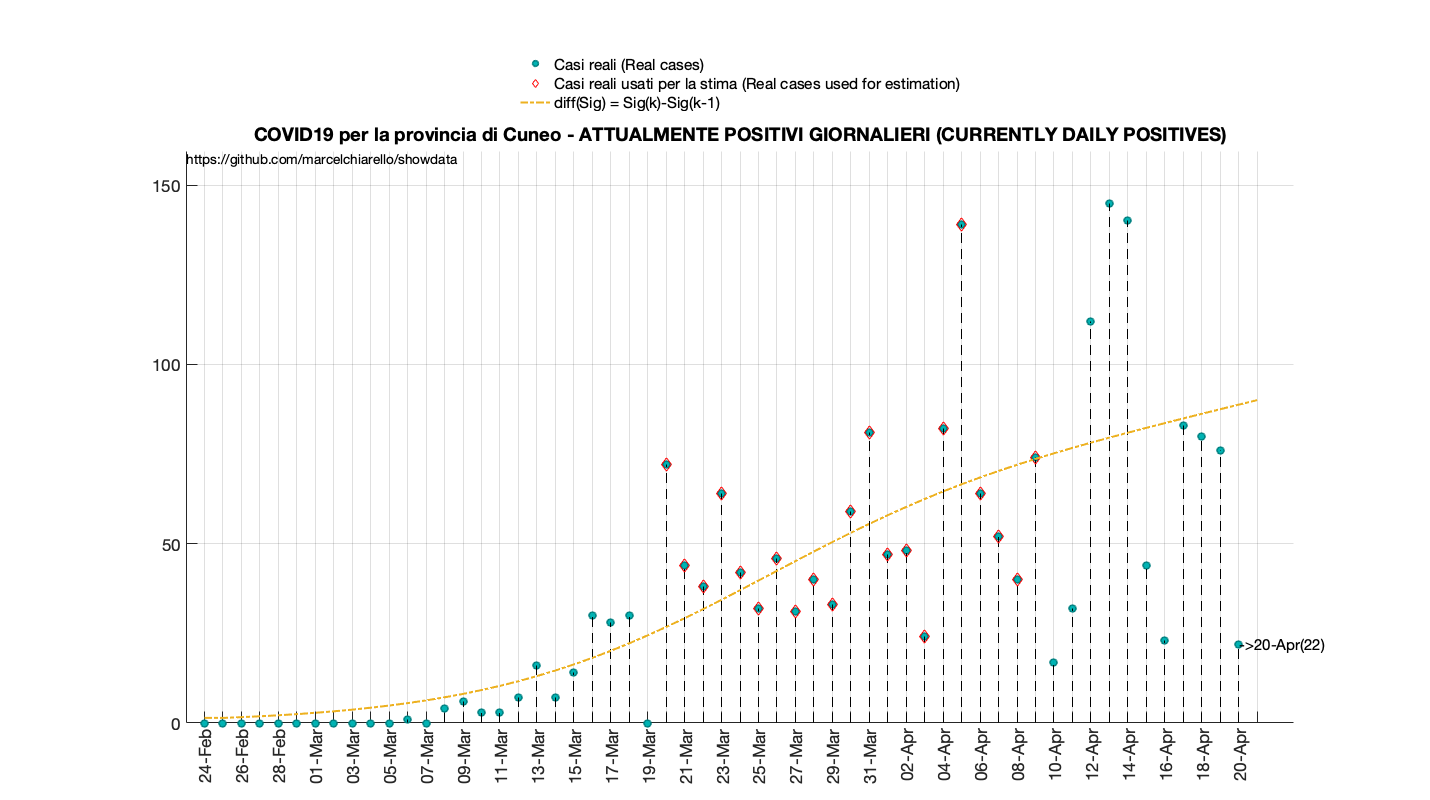 Casi reali (Real cases)
Casi reali usati per la stima (Real cases used for estimation)
diff(Sig) = Sig(k)-Sig(k-1)
COVID19 per la provincia di Cuneo - ATTUALMENTE POSITIVI GIORNALIERI (CURRENTLY DAILY POSITIVES)
https://github.com/marcelchiarello/showdata
150
100
50
0
->20-Apr(22)
24-Feb
26-Feb
28-Feb
01-Mar
03-Mar
05-Mar
07-Mar
09-Mar
11-Mar
13-Mar
15-Mar
17-Mar
19-Mar
21-Mar
23-Mar
25-Mar
27-Mar
29-Mar
31-Mar
02-Apr
04-Apr
06-Apr
08-Apr
10-Apr
12-Apr
14-Apr
16-Apr
18-Apr
20-Apr